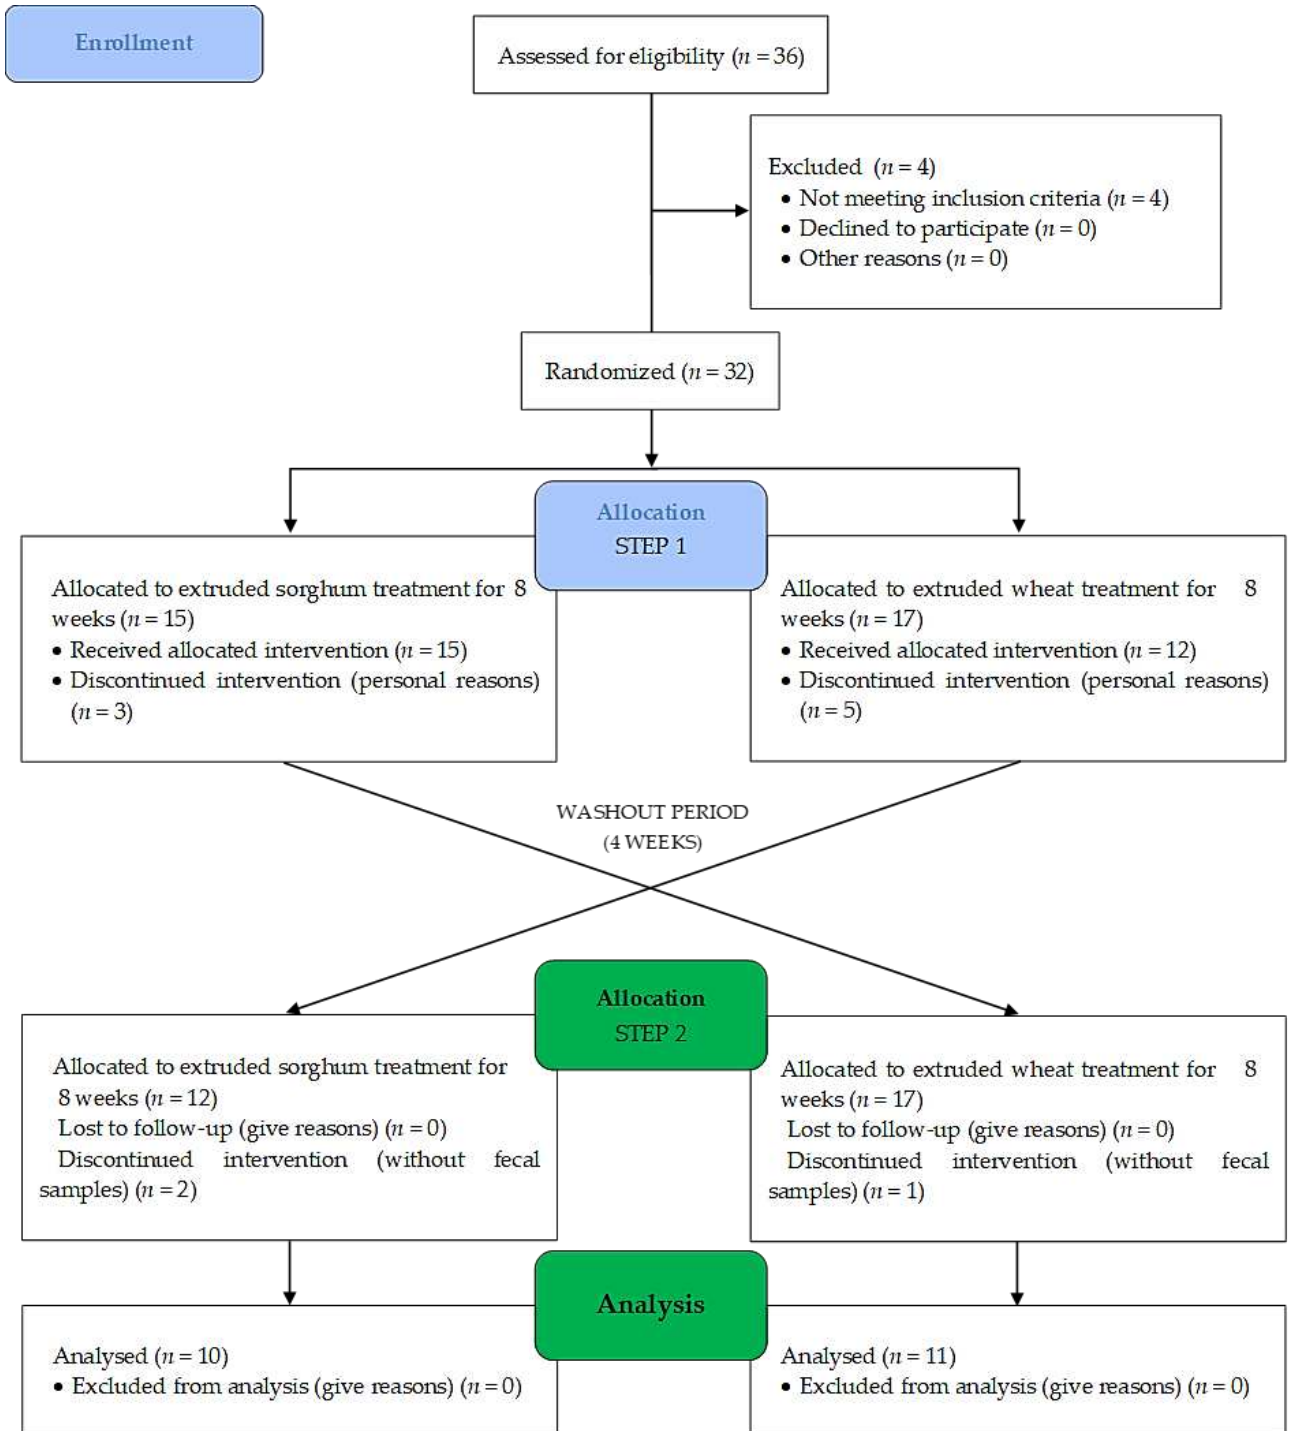 Enrollment
Assessed for eligibility (n = 36)
Excluded (n = 4)
• Not meeting inclusion criteria (n = 4)
• Declined to participate (n = 0)
• Other reasons (n = 0)
Randomized (n = 32)
Allocation
STEP 1
Allocated to extruded sorghum treatment for 8
weeks (n = 15)
• Received allocated intervention (n = 15)
• Discontinued intervention (personal reasons)
(n = 3)
Allocated to extruded wheat treatment for 8
weeks (n = 17)
• Received allocated intervention (n = 12)
• Discontinued intervention (personal reasons)
(n = 5)
WASHOUT PERIOD
(4 WEEKS)
Allocation
STEP 2
Allocated to extruded sorghum treatment for
8 weeks (n = 12)
Lost to follow-up (give reasons) (n = 0)
Discontinued intervention (without fecal
samples) (n = 2)
Allocated to extruded wheat treatment for 8
weeks (n = 17)
Lost to follow-up (give reasons) (n = 0)
Discontinued intervention (without fecal
samples) (n = 1)
Analysis
Analysed (n = 10)
• Excluded from analysis (give reasons) (n = 0)
Analysed (n = 11)
• Excluded from analysis (give reasons) (n = 0)